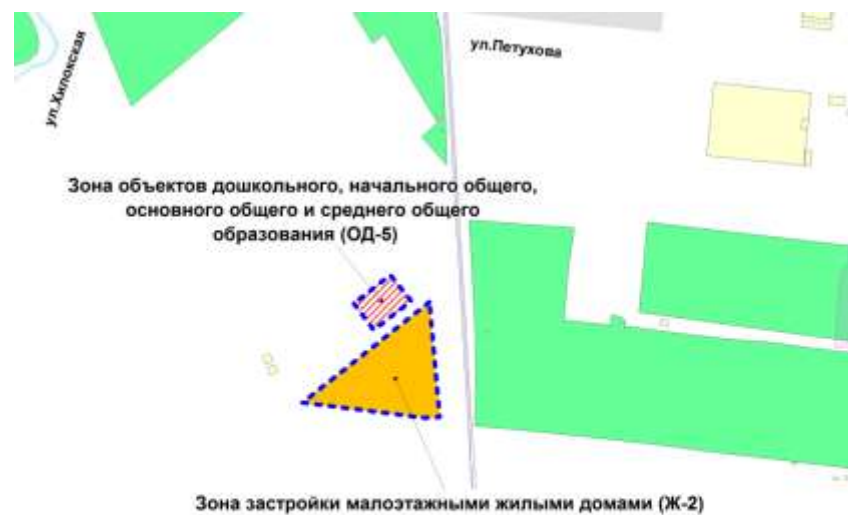 ул.Петухова
ул.Хилокская
Зона объектов дошкольного, начального общего,
основного общего и среднего общего
образования (ОД-5)
Зона застройки малоэтажными жилыми домами (Ж-2)